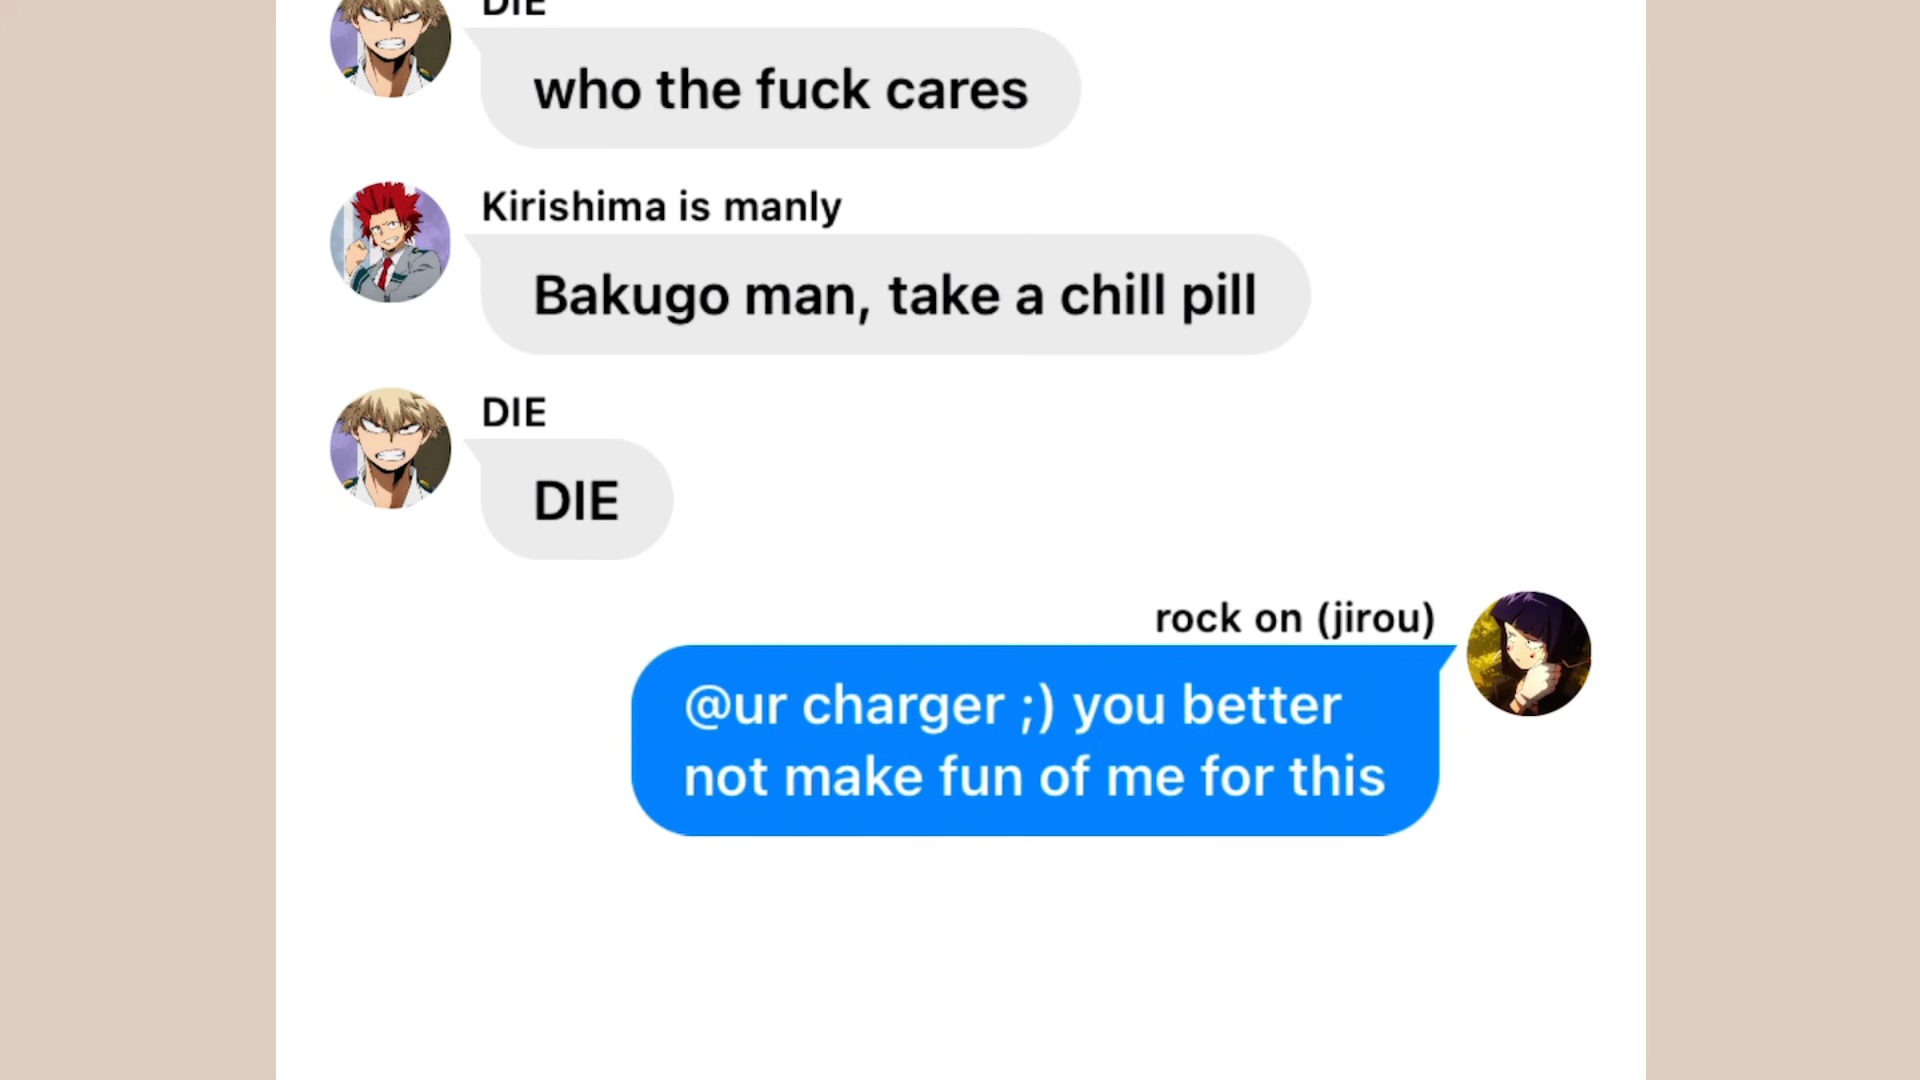 DIE
who the fuck cares
Kirishima is manly
Bakugo man, take a chill pill
DIE
DIE
rock on (jirou)
@ur charger ;) you better
not make fun of me for this